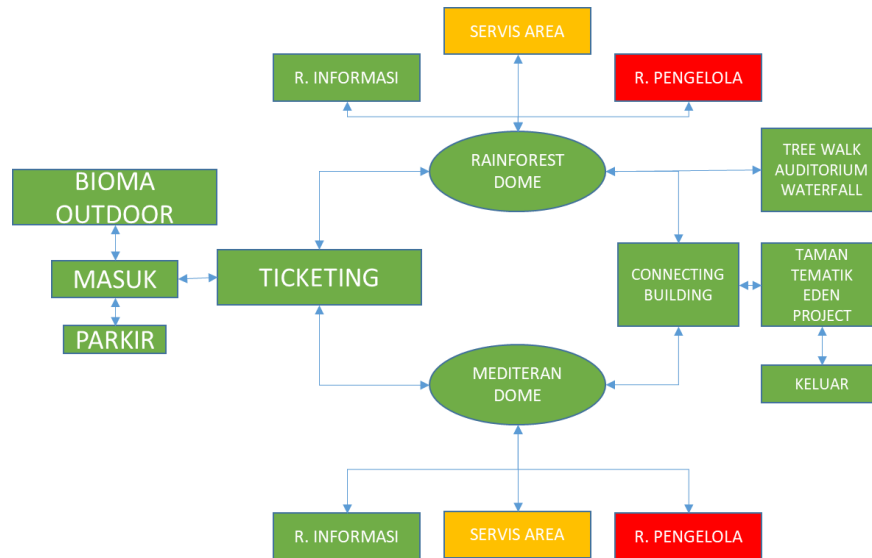 SERVIS AREA
R. INFORMASI
R. PENGELOLA
RAINFOREST
DOME
TREE WALK
AUDITORIUM
WATERFALL
BIOMA
OUTDOOR
MASUK
TICKETING
PARKIR
CONNECTING
BUILDING
TAMAN
TEMATIK
EDEN
PROJECT
MEDITERAN
DOME
KELUAR
R. INFORMASI
SERVIS AREA
R. PENGELOLA